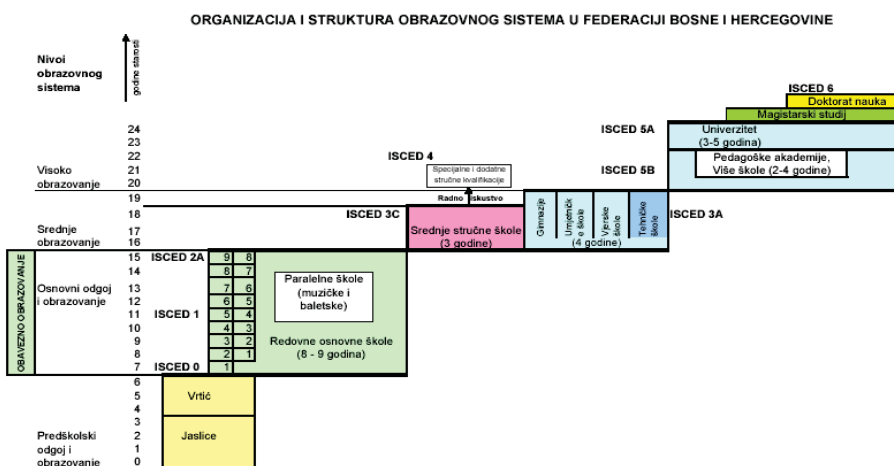 ORGANIZACIJA I STRUKTURA OBRAZOVNOG SISTEMA U FEDERACIJI BOSNE I HERCEGOVINE
Nivoi
obrazovnog
sistema
godine starosti
ISCED 6
Doktorat nauka
Magistarski studij
24
ISCED 5A
Univerzitet
23
(3-5 godina)
22
ISCED 4
Pedagoške akademije,
Visoko
21
Specijalne i dodatne
ISCED 5B
Više škole (2-4 godine)
obrazovanje
20
stručne kvalifikacije
19
Radno iskustvo
18
ISCED 3C
ISCED 3A
Srednje
17
Srednje stručne škole
obrazovanje
16
(3 godine)
Gimnazije
Umjetničk
e škole
Vjerske
škole
Tehničke
škole
(4 godine)
OBAVEZNO OBRAZOVANJE
15
ISCED 2A
9 8
14
8 7
Osnovni odgoj
13
7 6
Paralelne škole
i obrazovanje
12
6 5
(muzičke i
11
ISCED 1
5 4
baletske)
10
4 3
9
3 2
Redovne osnovne škole
8
2 1
(8 - 9 godina)
7
ISCED 0
1
6
5
Vrtić
4
3
Predškolski
2
Jaslice
odgoj i
1
obrazovanje
0